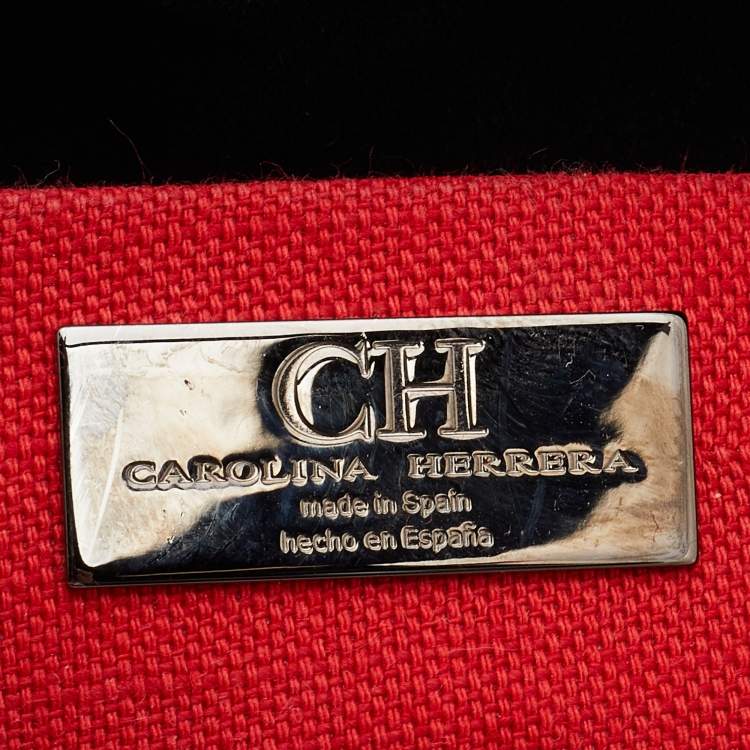 CH
CAROLINA HERRERA
made in Spain
hecho en España